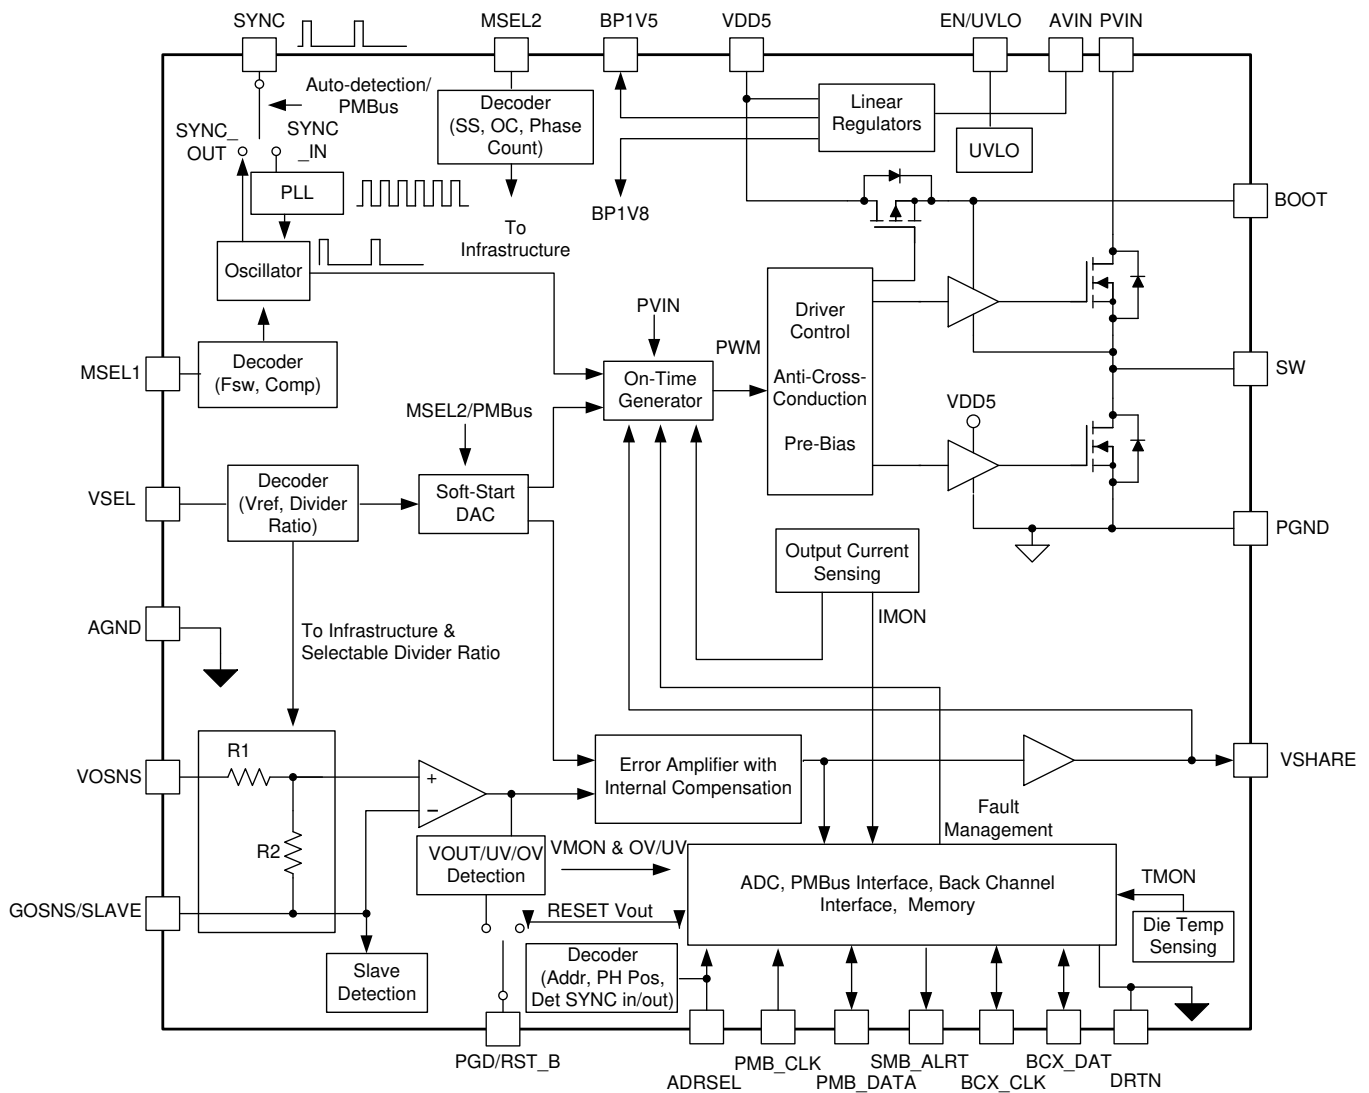 SYNC
MSEL2
BP1V5
VDD5
EN/UVLO
AVIN
PVIN
Auto-detection/
PMBus
SYNC_
OUT
SYNC
_IN
PLL
Decoder
(SS, OC, Phase
Count)
To
Infrastructure
Linear
Regulators
UVLO
BP1V8
BOOT
Oscillator
PVIN
Driver
Control
Anti-Cross-
Conduction
Pre-Bias
MSEL1
Decoder
(Fsw, Comp)
On-Time
Generator
PWM
SW
MSEL2/PMBus
VDD5
VSEL
Decoder
(Vref, Divider
Ratio)
Soft-Start
DAC
PGND
Output Current
Sensing
IMON
AGND
To Infrastructure &
Selectable Divider Ratio
VOSNS
R1
R2
+
−
Error Amplifier with
Internal Compensation
VSHARE
Fault
Management
VOUT/UV/OV
Detection
VMON & OV/UV
ADC, PMBus Interface, Back Channel
Interface, Memory
TMON
Die Temp
Sensing
GOSNS/SLAVE
RESET Vout
Slave
Detection
Decoder
(Addr, PH Pos,
Det SYNC in/out)
PGD/RST_B
ADRSEL
PMB_CLK
PMB_DATA
SMB_ALRT
BCX_CLK
BCX_DAT
DRTN